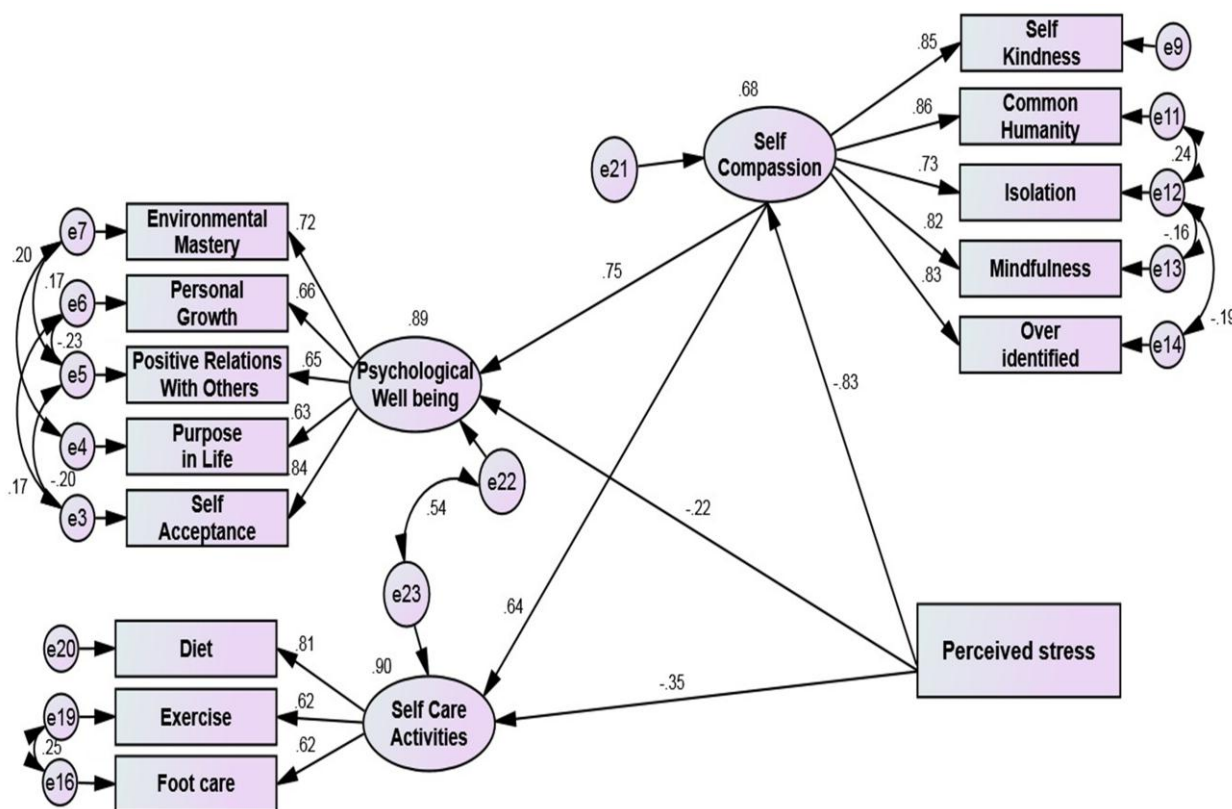 Self
Kindness
e9
.85
.68
.86
Common
Humanity
e11
Self
Compassion
e21
.24
.73
Isolation
e12
.82
-.16
Mindfulness
e13
.83
Over
identified
e14
-.19
e7
Environmental
Mastery
.72
.20
.17
e6
Personal
Growth
.66
.75
-.23
.89
e5
Positive Relations
With Others
.65
Psychological
Well being
-.83
e4
Purpose
in Life
.63
.17
-.20
.84
e3
Self
Acceptance
e22
.54
-.22
e23
.64
e20
Diet
.81
.90
Perceived stress
-.35
e19
Exercise
.62
Self Care
Activities
.25
.62
e16
Foot care